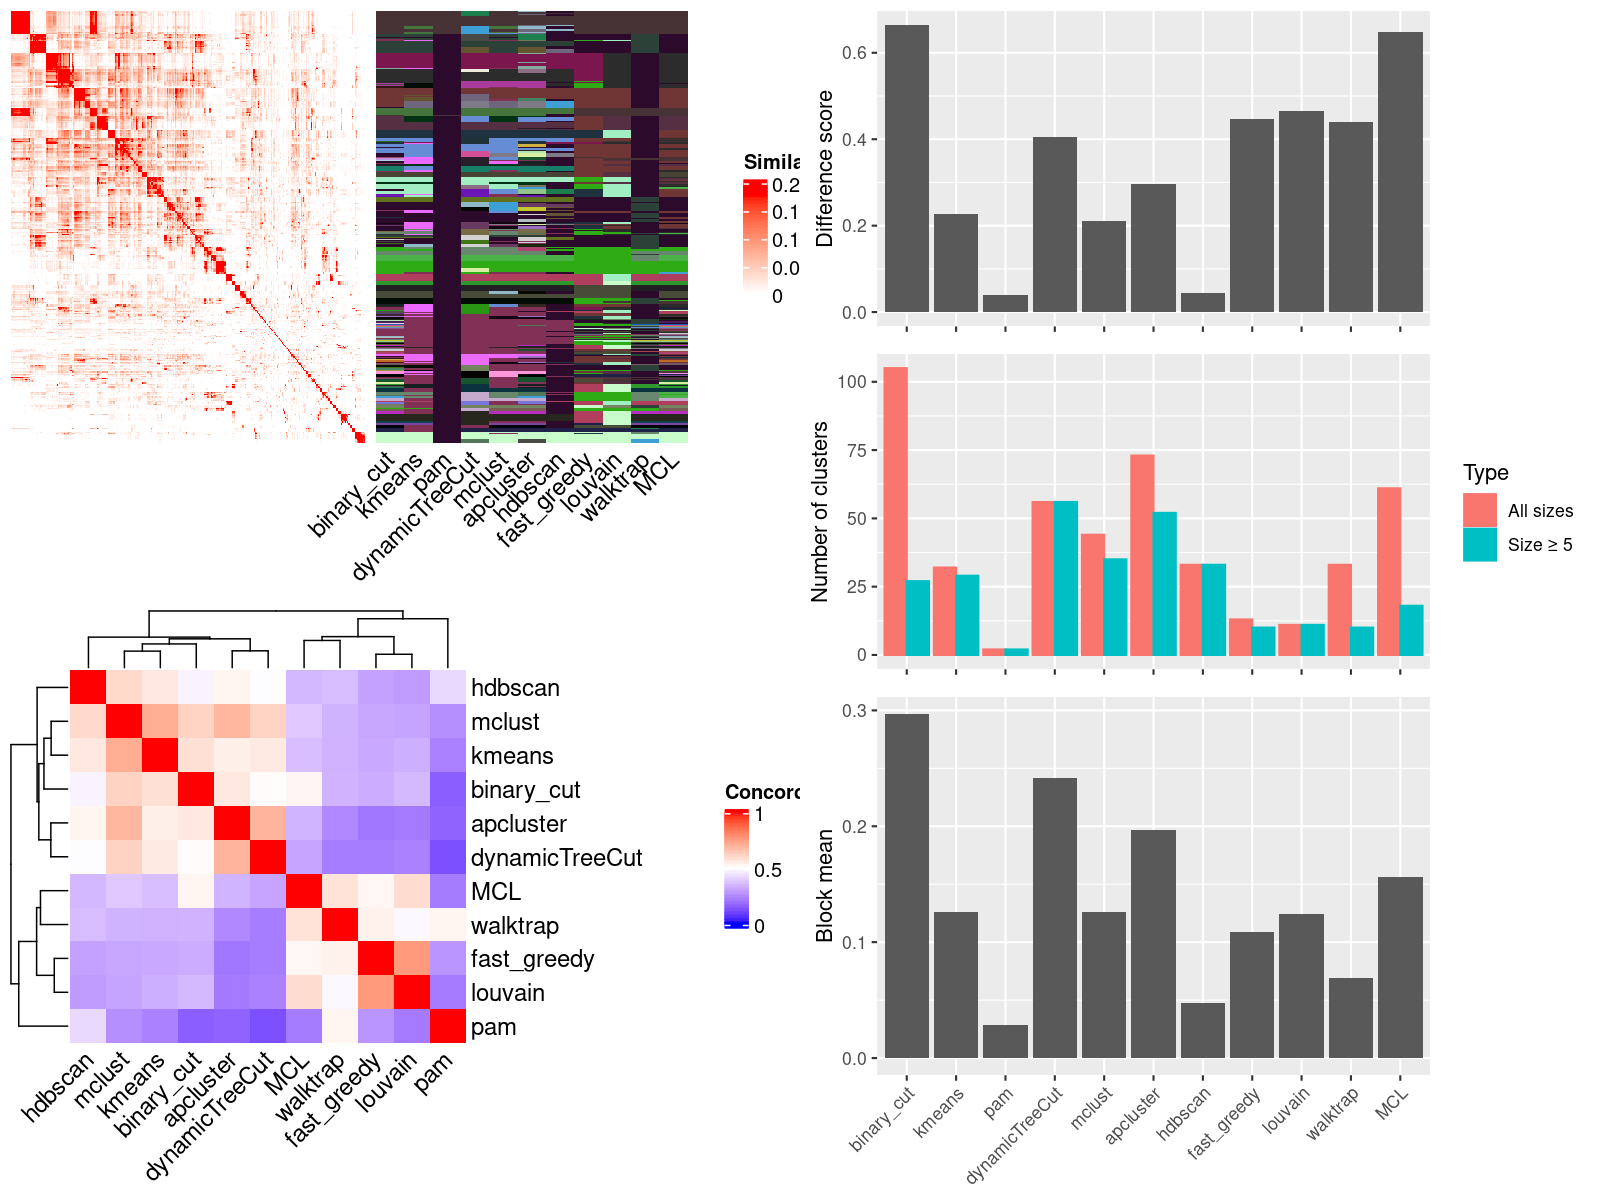 Simila
0.2
0.1
0.1
0.0
0
binary_cut
kmeans
pam
dynamicTreeCut
mclust
apcluster
hdbscan
fast_greedy
louvain
walktrap
MCL
hdbscan
mclust
kmeans
binary_cut
apcluster
dynamicTreeCut
MCL
walktrap
fast_greedy
louvain
pam
hdbscan
mclust
kmeans
binary_cut
apcluster
dynamicTreeCut
MCL
walktrap
fast_greedy
louvain
pam
Concord
1
0.5
0
Difference score
0.6
0.4
0.2
0.0
Number of clusters
100
75
50
25
0
Type
All sizes
Size ≥ 5
Block mean
0.3
0.2
0.1
0.0
binary_cut
kmeans
pam
dynamicTreeCut
mclust
apcluster
hdbscan
fast_greedy
louvain
walktrap
MCL